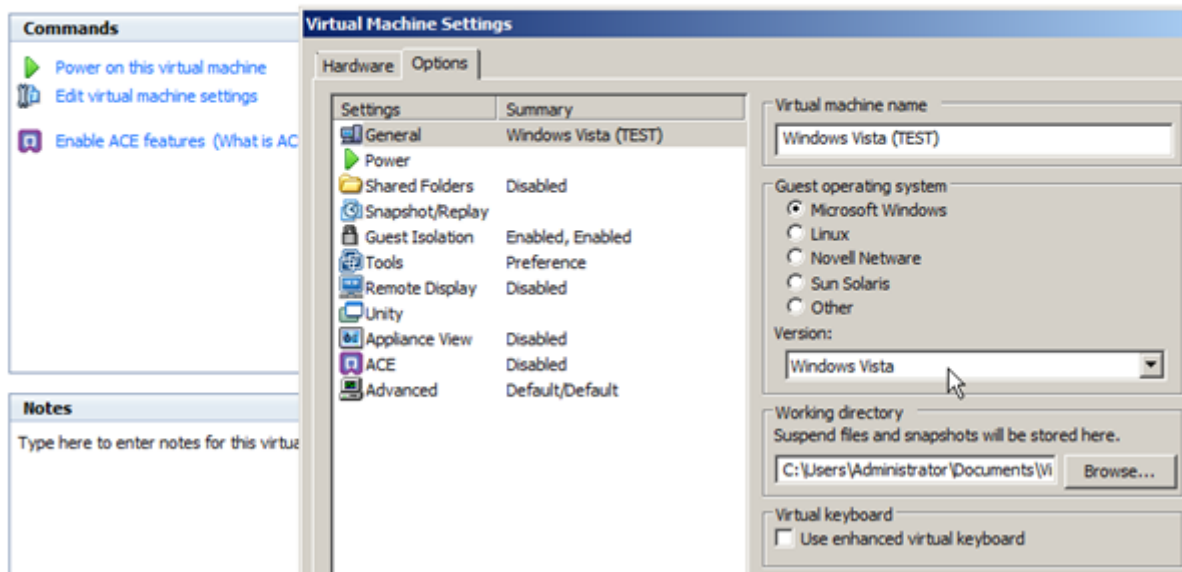 Commands
Power on this virtual machine
Edit virtual machine settings
Enable ACE features (What is AC
Notes
Type here to enter notes for this virtua
Virtual Machine Settings
Hardware Options
Settings Summary
General Windows Vista (TEST)
Power
Shared Folders Disabled
Snapshot/Replay
Guest Isolation Enabled, Enabled
Tools Preference
Remote Display Disabled
Unity
Appliance View Disabled
ACE Disabled
Advanced Default/Default
Virtual machine name
Windows Vista (TEST)
Guest operating system
Microsoft Windows
Linux
Novell Netware
Sun Solaris
Other
Version:
Windows Vista
Working directory
Suspend files and snapshots will be stored here.
C:\Users\Administrator\Documents\Vi Browse...
Virtual keyboard
Use enhanced virtual keyboard